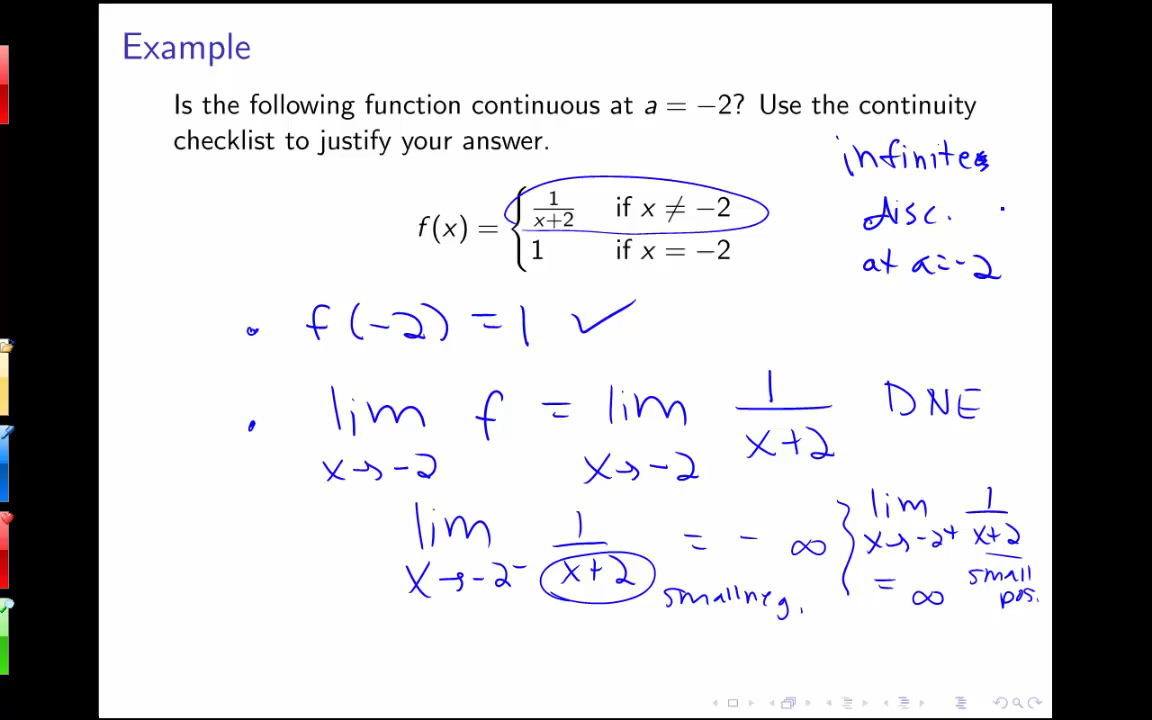 Example
Is the following function continuous at a = −2? Use the continuity
checklist to justify your answer.
infinite
disc.
at a=-2
f(x) = { 1/(x+2) if x ≠ −2
1 if x = −2
• f(-2) = 1 ✓
• lim x→-2 f = lim x→-2 1/(x+2) DNE
lim x→-2⁻ 1/(x+2) = -∞
small neg.
lim x→-2⁺ 1/(x+2)
= ∞
small
pos.